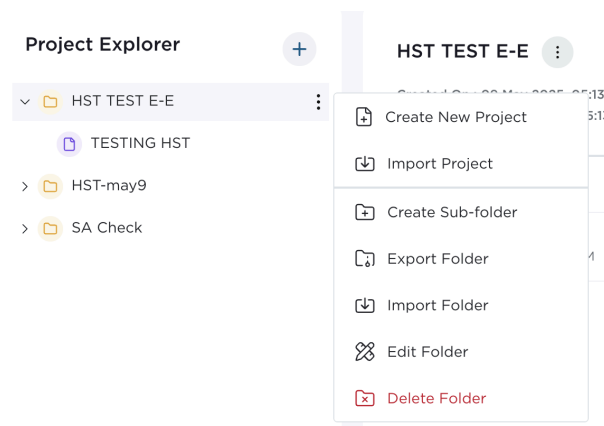 Project Explorer
HST TEST E-E
TESTING HST
HST-may9
SA Check
HST TEST E-E
Create New Project
Import Project
Create Sub-folder
Export Folder
Import Folder
Edit Folder
Delete Folder